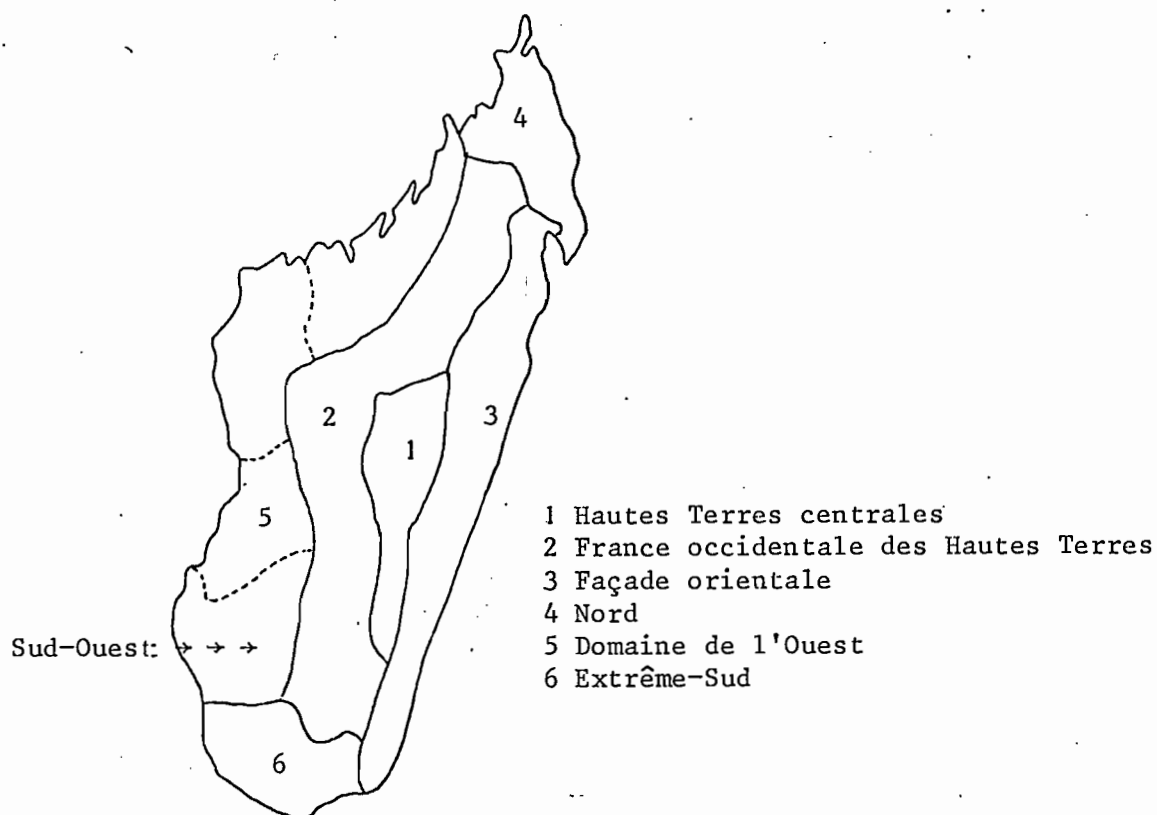 4
2
3
1
5
1 Hautes Terres centrales
2 France occidentale des Hautes Terres
3 Façade orientale
4 Nord
Sud-Ouest:
5 Domaine de l'Ouest
6 Extrême-Sud
6